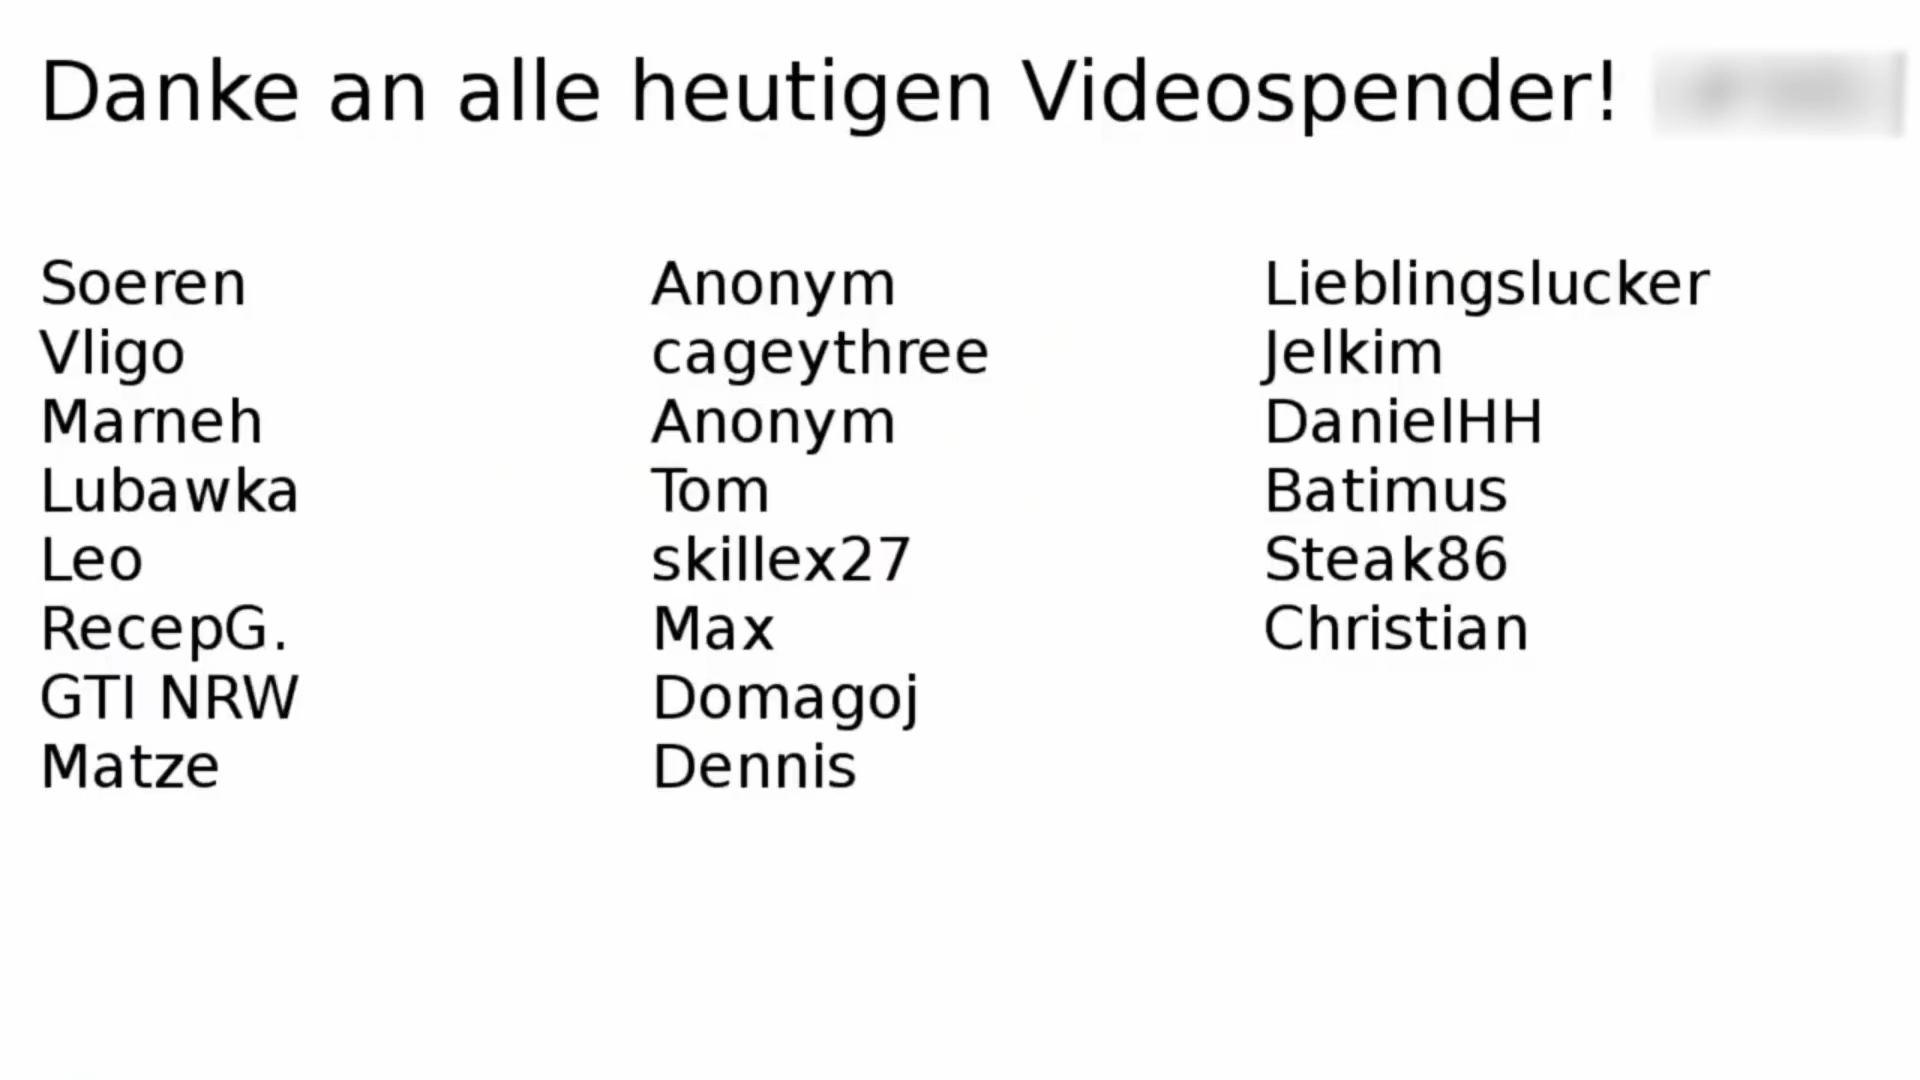 Danke an alle heutigen Videospender!
Soeren
Vligo
Marneh
Lubawka
Leo
RecepG.
GTI NRW
Matze
Anonym
cageythree
Anonym
Tom
skillex27
Max
Domagoj
Dennis
Lieblingslucker
Jelkim
DanielHH
Batimus
Steak86
Christian